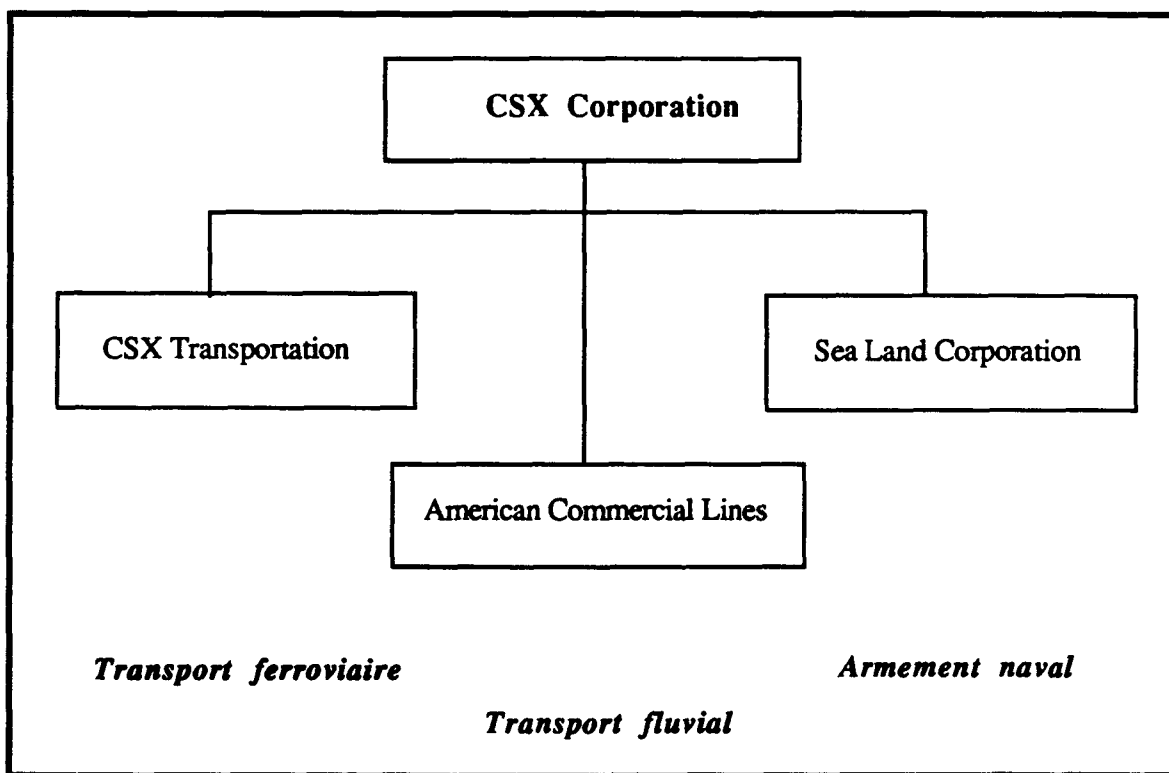 CSX Corporation
CSX Transportation
Sea Land Corporation
American Commercial Lines
Transport ferroviaire
Armement naval
Transport fluvial